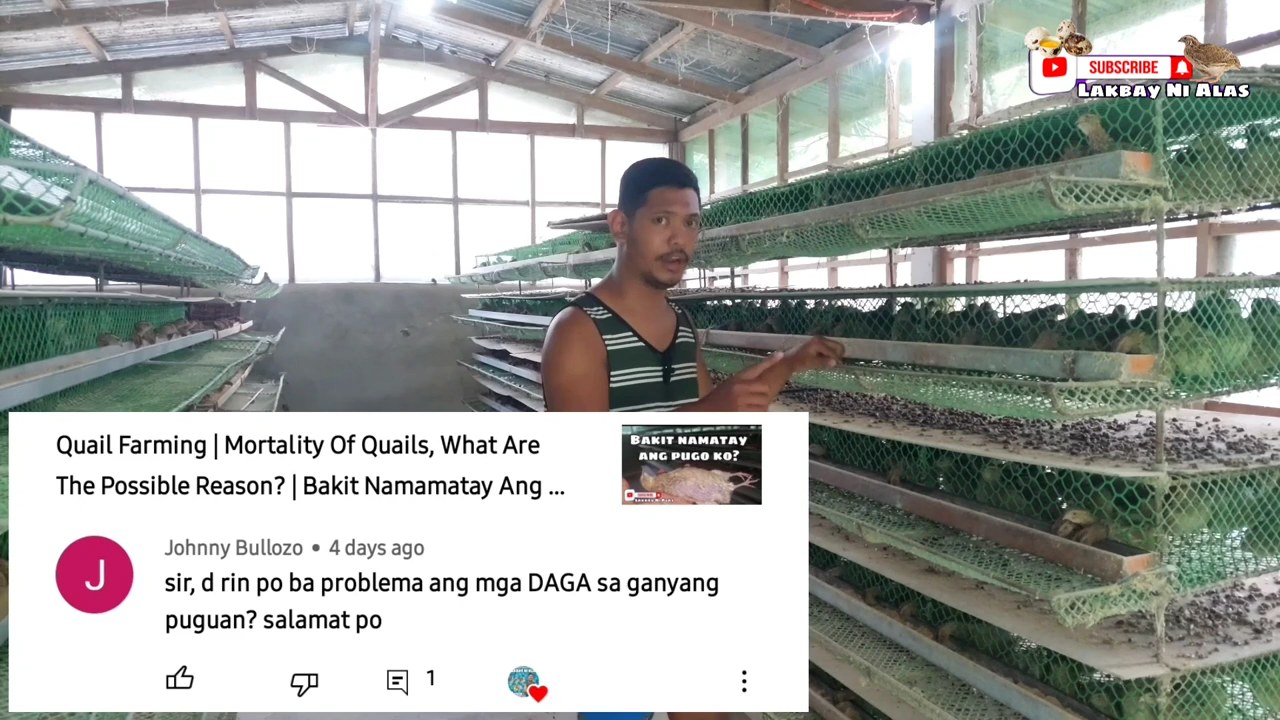 SUBSCRIBE
LAKBAY NI ALAS
Quail Farming | Mortality Of Quails, What Are
The Possible Reason? | Bakit Namamatay Ang ...
BAKIT NAMATAY
ANG PUGO KO?
J
Johnny Bullozo • 4 days ago
sir, d rin po ba problema ang mga DAGA sa ganyang
puguan? salamat po
1